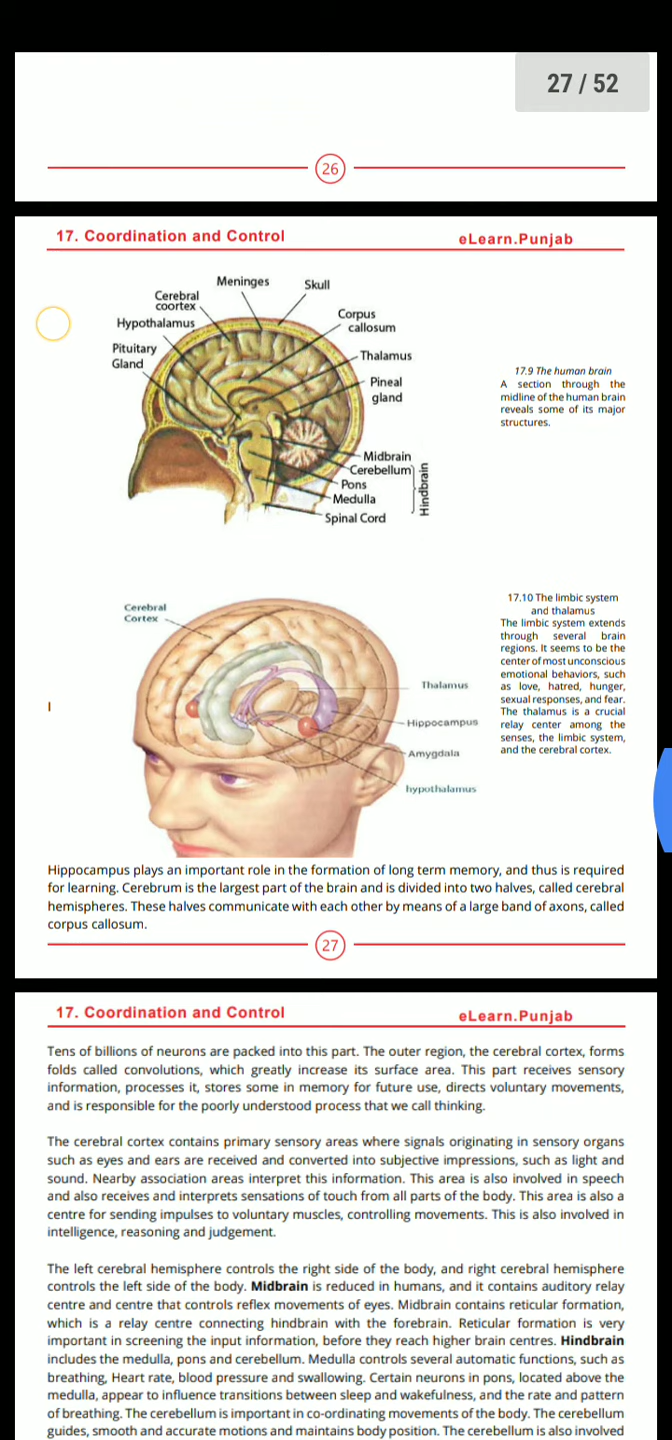 27 / 52
26
17. Coordination and Control
eLearn.Punjab
Meninges
Skull
Cerebral
coortex
Corpus
callosum
Hypothalamus
Pituitary
Gland
Thalamus
Pineal
gland
17.9 The human brain
A section through the
midline of the human brain
reveals some of its major
structures.
Midbrain
Cerebellum
Pons
Medulla
Spinal Cord
Hindbrain
17.10 The limbic system
and thalamus
The limbic system extends
through several brain
regions. It seems to be the
center of most unconscious
emotional behaviors, such
as love, hatred, hunger,
sexual responses, and fear.
The thalamus is a crucial
relay center among the
senses, the limbic system,
and the cerebral cortex.
Cerebral
Cortex
Thalamus
Hippocampus
Amygdala
hypothalamus
Hippocampus plays an important role in the formation of long term memory, and thus is required
for learning. Cerebrum is the largest part of the brain and is divided into two halves, called cerebral
hemispheres. These halves communicate with each other by means of a large band of axons, called
corpus callosum.
27
17. Coordination and Control
eLearn.Punjab
Tens of billions of neurons are packed into this part. The outer region, the cerebral cortex, forms
folds called convolutions, which greatly increase its surface area. This part receives sensory
information, processes it, stores some in memory for future use, directs voluntary movements,
and is responsible for the poorly understood process that we call thinking.
The cerebral cortex contains primary sensory areas where signals originating in sensory organs
such as eyes and ears are received and converted into subjective impressions, such as light and
sound. Nearby association areas interpret this information. This area is also involved in speech
and also receives and interprets sensations of touch from all parts of the body. This area is also a
centre for sending impulses to voluntary muscles, controlling movements. This is also involved in
intelligence, reasoning and judgement.
The left cerebral hemisphere controls the right side of the body, and right cerebral hemisphere
controls the left side of the body. Midbrain is reduced in humans, and it contains auditory relay
centre and centre that controls reflex movements of eyes. Midbrain contains reticular formation,
which is a relay centre connecting hindbrain with the forebrain. Reticular formation is very
important in screening the input information, before they reach higher brain centres. Hindbrain
includes the medulla, pons and cerebellum. Medulla controls several automatic functions, such as
breathing, Heart rate, blood pressure and swallowing. Certain neurons in pons, located above the
medulla, appear to influence transitions between sleep and wakefulness, and the rate and pattern
of breathing. The cerebellum is important in co-ordinating movements of the body. The cerebellum
guides, smooth and accurate motions and maintains body position. The cerebellum is also involved